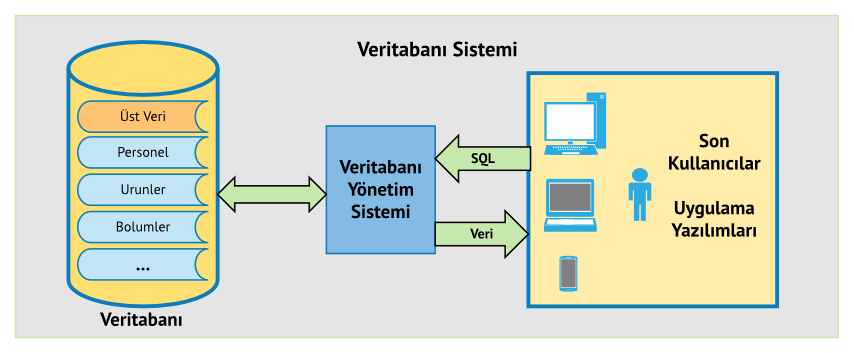 Veritabanı Sistemi
Üst Veri
Personel
Urunler
Bolumler
...
Veritabanı
Veritabanı
Yönetim
Sistemi
SQL
Veri
Son
Kullanıcılar
Uygulama
Yazılımları